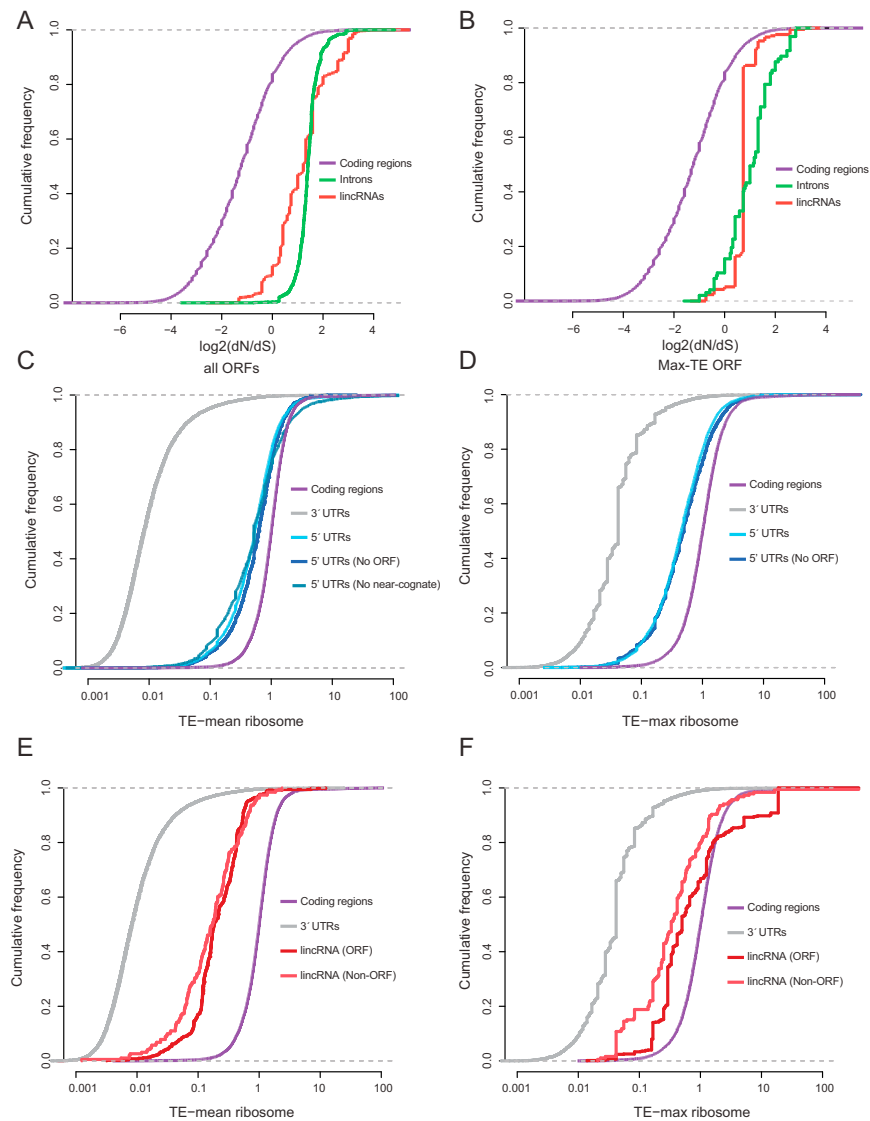 A
Cumulative frequency
0.0 0.2 0.4 0.6 0.8 1.0
Coding regions
Introns
lincRNAs
−6 −4 −2 0 2 4
log2(dN/dS)
all ORFs
B
Cumulative frequency
0.0 0.2 0.4 0.6 0.8 1.0
Coding regions
Introns
lincRNAs
−6 −4 −2 0 2 4
log2(dN/dS)
Max-TE ORF
C
Cumulative frequency
0.0 0.2 0.4 0.6 0.8 1.0
Coding regions
3´ UTRs
5´ UTRs
5' UTRs (No ORF)
5' UTRs (No near-cognate)
0.001 0.01 0.1 1 10 100
TE−mean ribosome
D
Cumulative frequency
0.0 0.2 0.4 0.6 0.8 1.0
Coding regions
3´ UTRs
5´ UTRs
5' UTRs (No ORF)
0.001 0.01 0.1 1 10 100
TE−max ribosome
E
Cumulative frequency
0.0 0.2 0.4 0.6 0.8 1.0
Coding regions
3´ UTRs
lincRNA (ORF)
lincRNA (Non-ORF)
0.001 0.01 0.1 1 10 100
TE−mean ribosome
F
Cumulative frequency
0.0 0.2 0.4 0.6 0.8 1.0
Coding regions
3´ UTRs
lincRNA (ORF)
lincRNA (Non-ORF)
0.001 0.01 0.1 1 10 100
TE−max ribosome